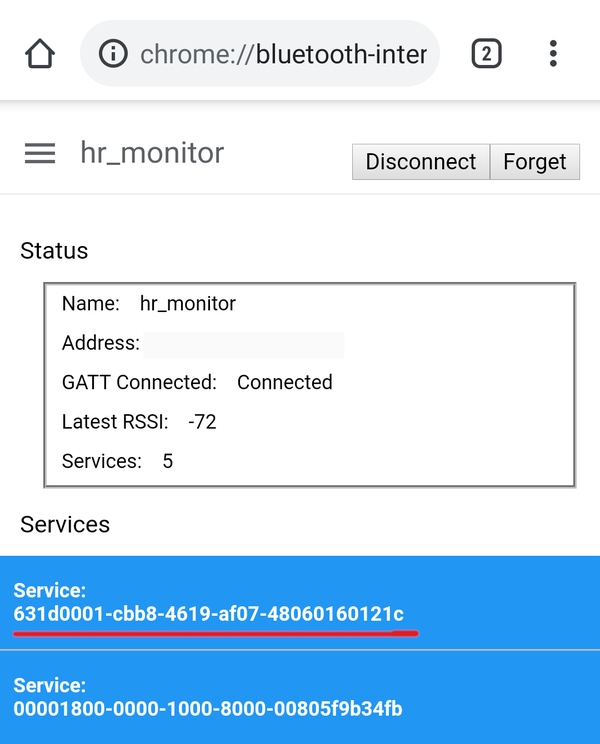 chrome://bluetooth-inter
2
hr_monitor
Disconnect Forget
Status
Name: hr_monitor
Address:
GATT Connected: Connected
Latest RSSI: -72
Services: 5
Services
Service:
631d0001-cbb8-4619-af07-48060160121c
Service:
00001800-0000-1000-8000-00805f9b34fb